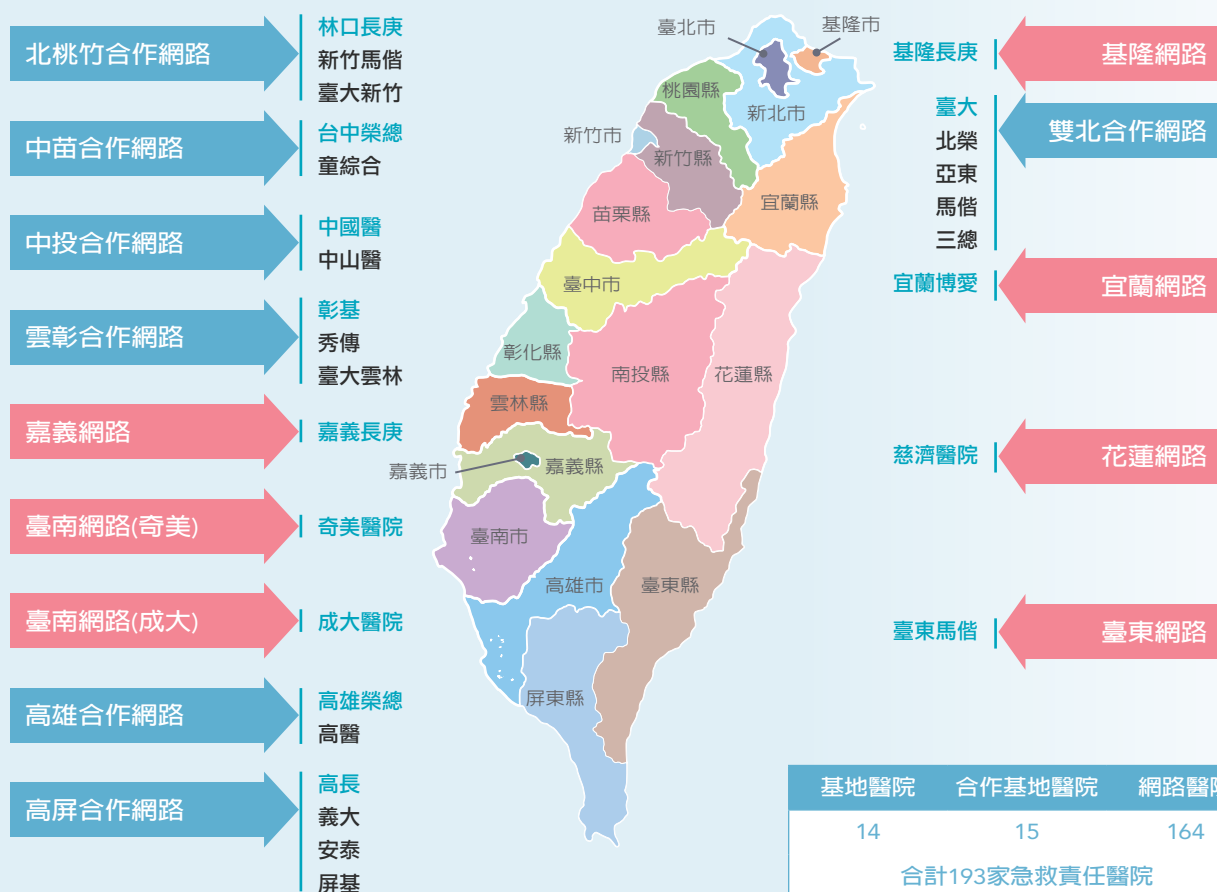 北桃竹合作網路
林口長庚
新竹馬偕
臺大新竹
中苗合作網路
台中榮總
童綜合
中投合作網路
中國醫
中山醫
雲彰合作網路
彰基
秀傳
臺大雲林
嘉義網路
嘉義長庚
臺南網路(奇美)
奇美醫院
臺南網路(成大)
成大醫院
高雄合作網路
高雄榮總
高醫
高屏合作網路
高長
義大
安泰
屏基
臺北市
基隆市
桃園縣
新北市
新竹市
新竹縣
宜蘭縣
苗栗縣
臺中市
彰化縣
南投縣
花蓮縣
雲林縣
嘉義市
嘉義縣
臺南市
高雄市
臺東縣
屏東縣
基隆長庚
基隆網路
臺大
北榮
亞東
馬偕
三總
雙北合作網路
宜蘭博愛
宜蘭網路
慈濟醫院
花蓮網路
臺東馬偕
臺東網路
基地醫院 合作基地醫院 網路醫院
14 15 164
合計193家急救責任醫院